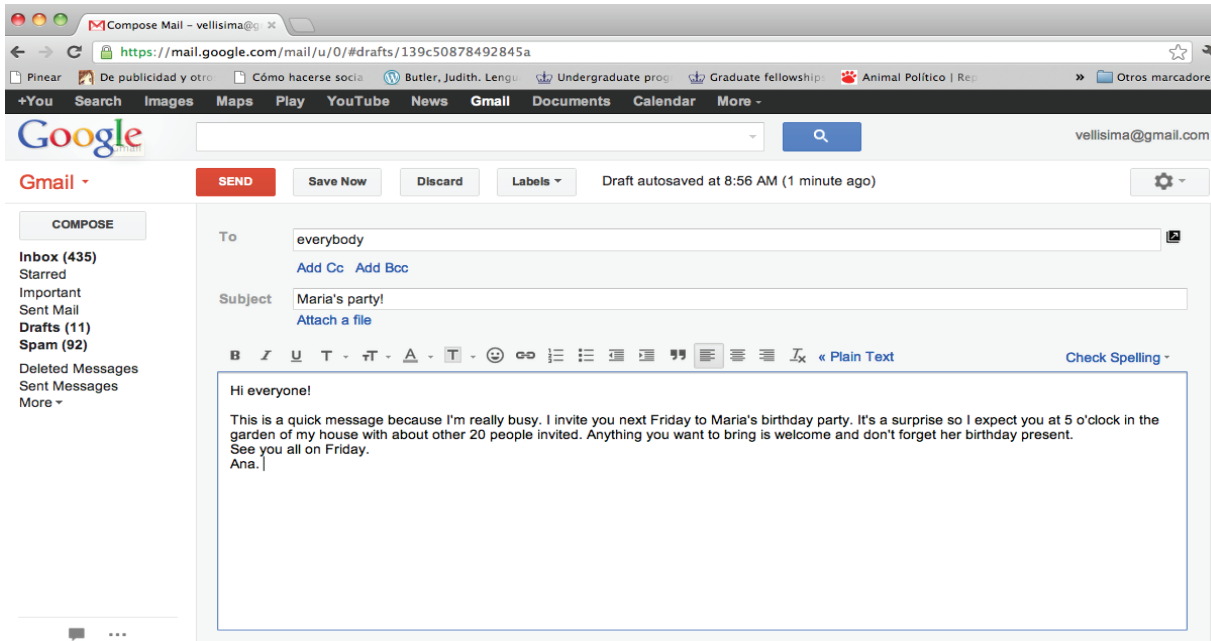 Compose Mail – vellisima@g
https://mail.google.com/mail/u/0/#drafts/139c50878492845a
Pinear De publicidad y otro Cómo hacerse socia Butler, Judith. Lengu Undergraduate prog Graduate fellowships Animal Político | Rep » Otros marcadore
+You Search Images Maps Play YouTube News Gmail Documents Calendar More
Google
Gmail
vellisima@gmail.com
Gmail SEND Save Now Discard Labels Draft autosaved at 8:56 AM (1 minute ago)
COMPOSE
Inbox (435)
Starred
Important
Sent Mail
Drafts (11)
Spam (92)
Deleted Messages
Sent Messages
More
To everybody
Add Cc Add Bcc
Subject Maria's party!
Attach a file
B I U T T A T « Plain Text Check Spelling
Hi everyone!
This is a quick message because I'm really busy. I invite you next Friday to Maria's birthday party. It's a surprise so I expect you at 5 o'clock in the
garden of my house with about other 20 people invited. Anything you want to bring is welcome and don't forget her birthday present.
See you all on Friday.
Ana.